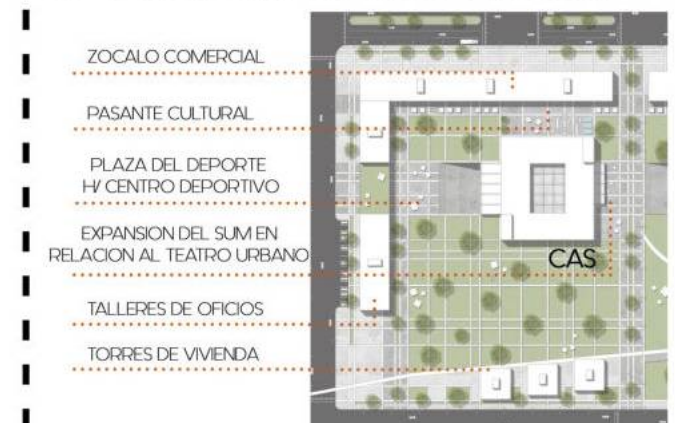 ZOCALO COMERCIAL
PASANTE CULTURAL
PLAZA DEL DEPORTE
H/ CENTRO DEPORTIVO
EXPANSION DEL SUM EN
RELACION AL TEATRO URBANO
CAS
TALLERES DE OFICIOS
TORRES DE VIVIENDA